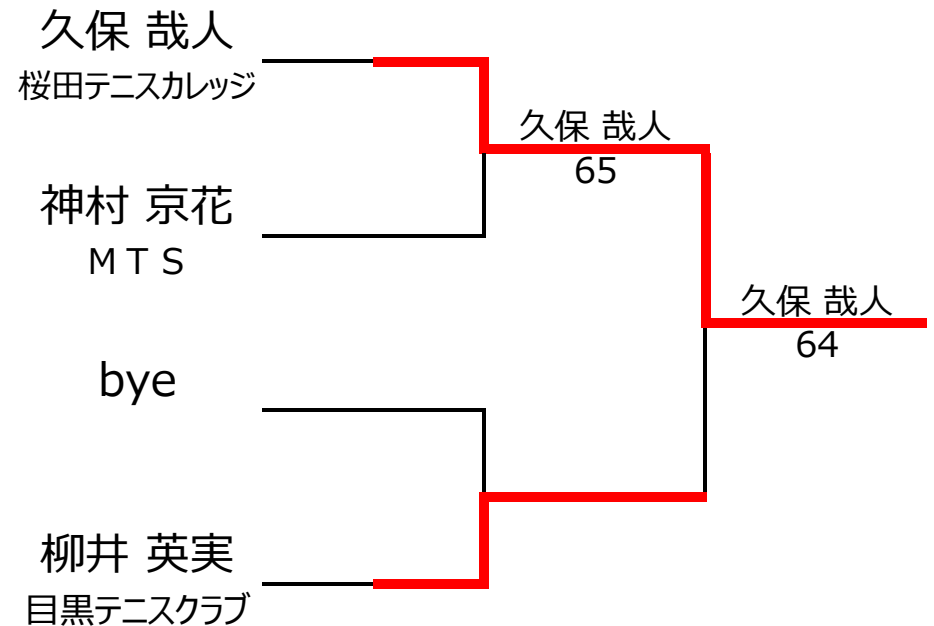 久保 哉人
桜田テニスカレッジ
神村 京花
ＭＴＳ
bye
柳井 英実
目黒テニスクラブ
久保 哉人
65
久保 哉人
64